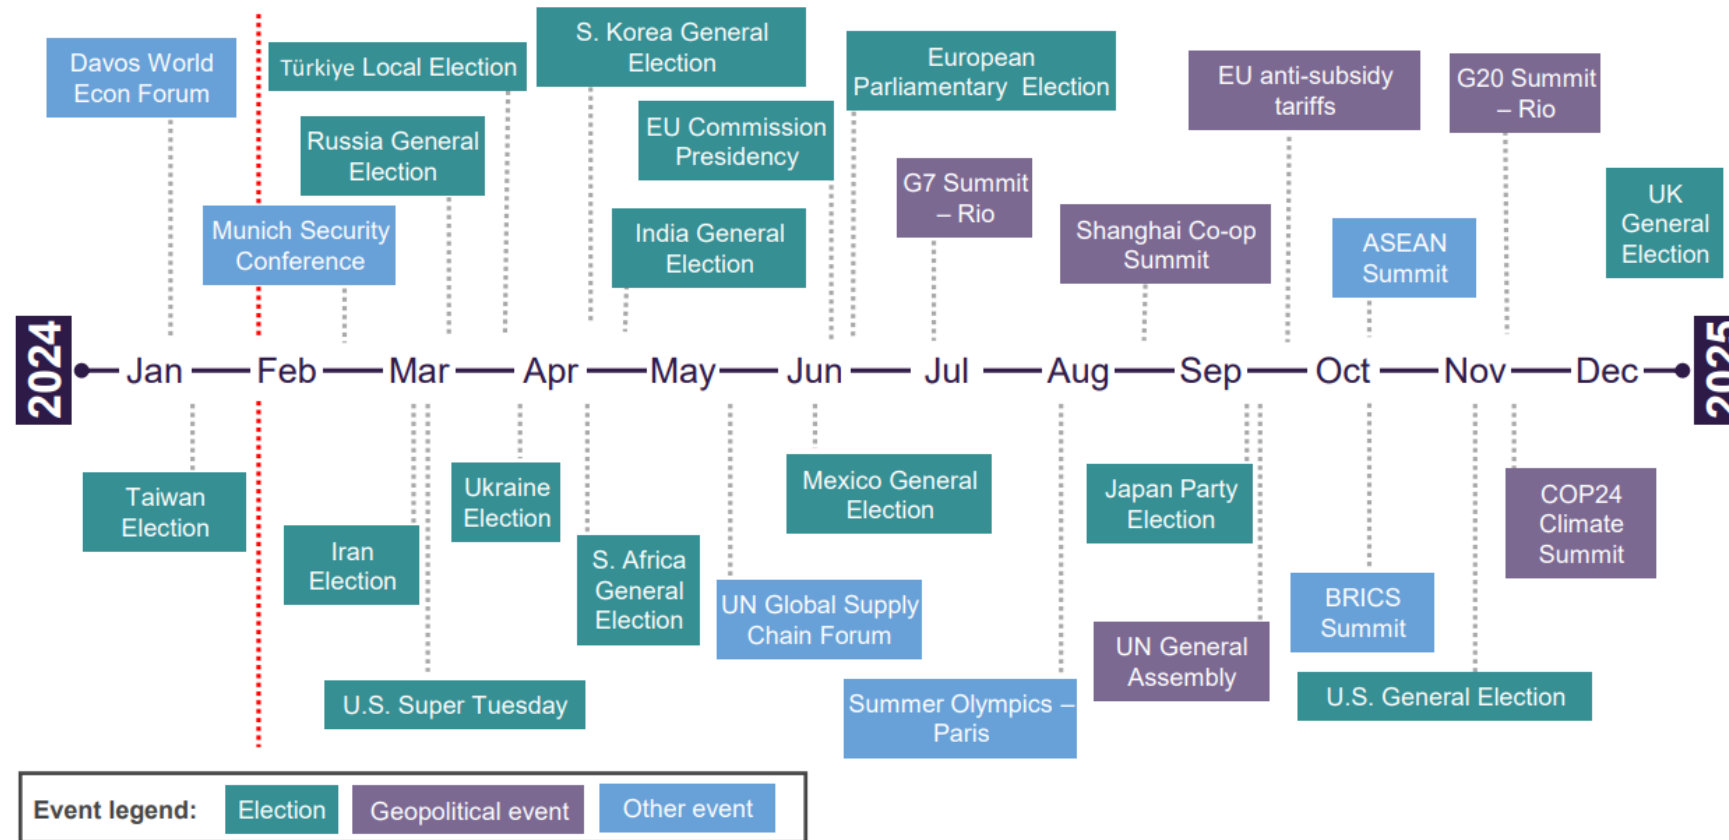 Davos World
Econ Forum
Türkiye Local Election
S. Korea General
Election
European
Parliamentary Election
EU anti-subsidy
tariffs
G20 Summit
– Rio
Russia General
Election
EU Commission
Presidency
G7 Summit
– Rio
UK
General
Election
Munich Security
Conference
India General
Election
Shanghai Co-op
Summit
ASEAN
Summit
2024
Jan
Feb
Mar
Apr
May
Jun
Jul
Aug
Sep
Oct
Nov
Dec
2025
Taiwan
Election
Iran
Election
Ukraine
Election
S. Africa
General
Election
Mexico General
Election
Japan Party
Election
COP24
Climate
Summit
UN Global Supply
Chain Forum
BRICS
Summit
UN General
Assembly
U.S. Super Tuesday
Summer Olympics –
Paris
U.S. General Election
Event legend:
Election
Geopolitical event
Other event